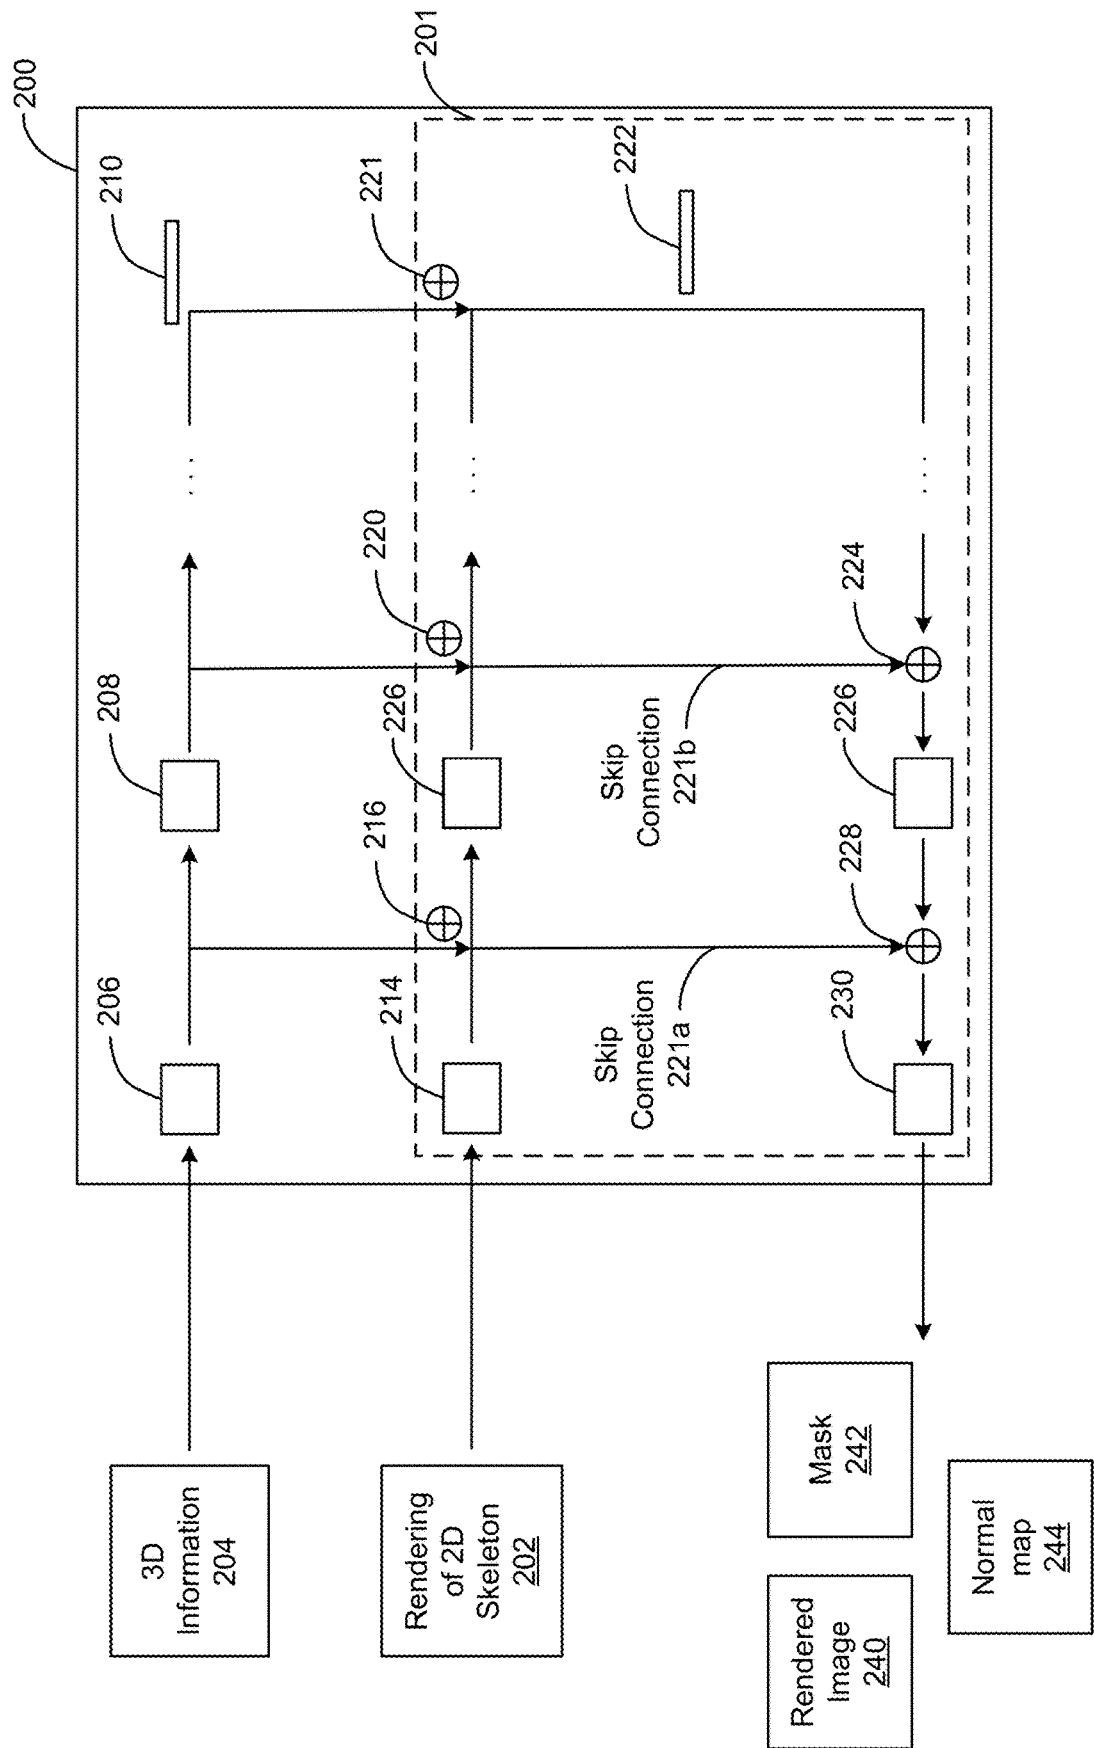 200
210
201
3D
Information
204
206
208
220
221
222
Rendering
of 2D
Skeleton
202
214
216
226
Skip
Connection
221a
Skip
Connection
221b
230
228
226
224
Rendered
Image
240
Mask
242
Normal
map
244